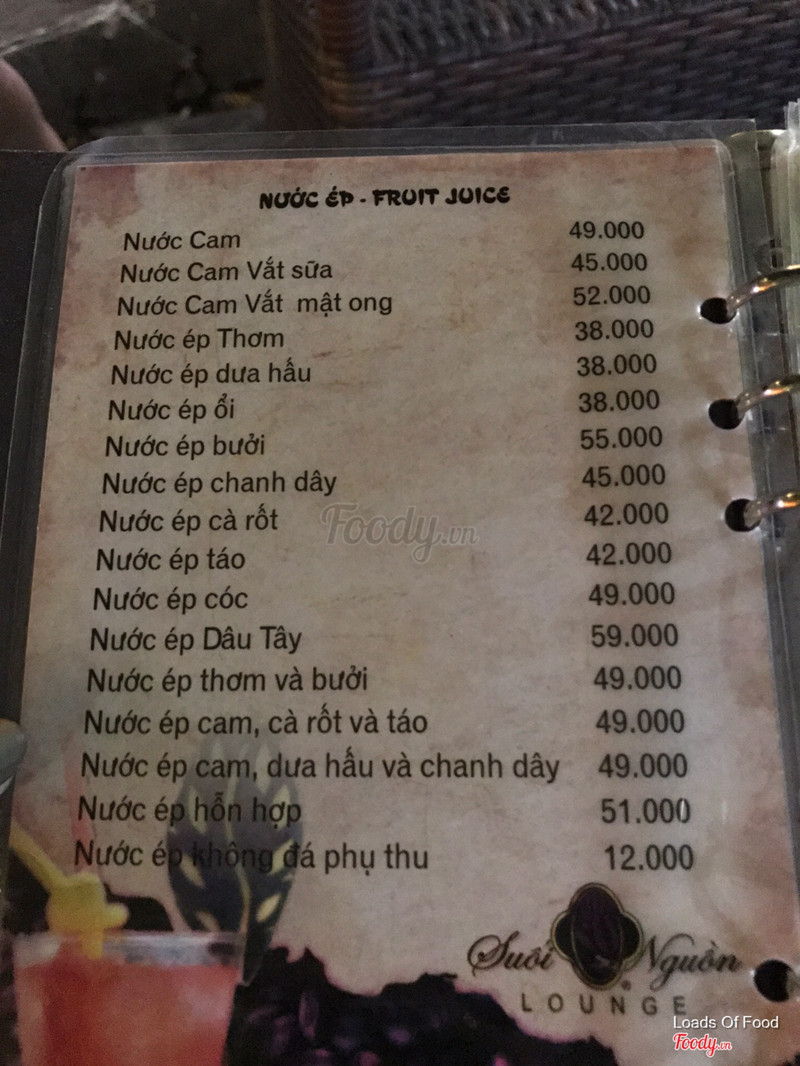 NƯỚC ÉP - FRUIT JUICE
Nước Cam 49.000
Nước Cam Vắt sữa 45.000
Nước Cam Vắt mật ong 52.000
Nước ép Thơm 38.000
Nước ép dưa hấu 38.000
Nước ép ổi 38.000
Nước ép bưởi 55.000
Nước ép chanh dây 45.000
Nước ép cà rốt 42.000
Nước ép táo 42.000
Nước ép cóc 49.000
Nước ép Dâu Tây 59.000
Nước ép thơm và bưởi 49.000
Nước ép cam, cà rốt và táo 49.000
Nước ép cam, dưa hấu và chanh dây 49.000
Nước ép hỗn hợp 51.000
Nước ép không đá phụ thu 12.000
Foody.vn
Suối Nguồn
LOUNGE
Loads Of Food
Foody.vn